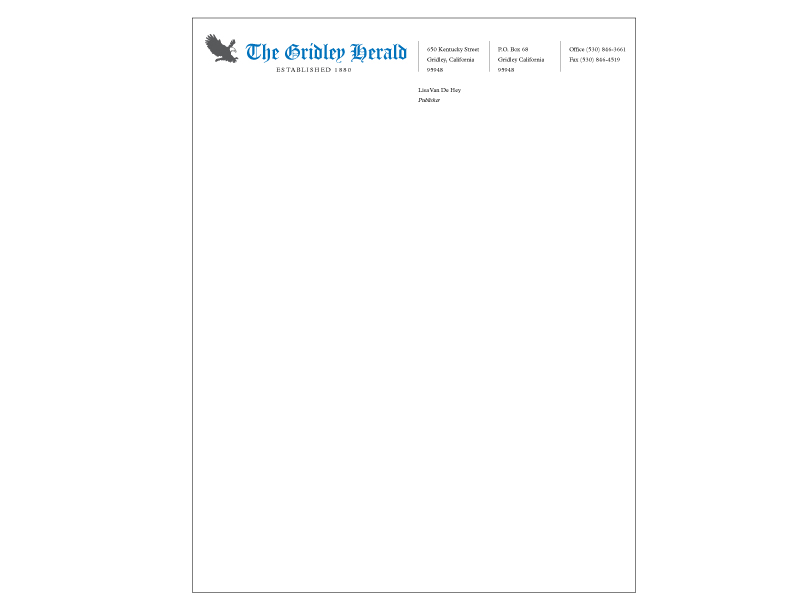 The Gridley Herald
ESTABLISHED 1880
650 Kentucky Street
Gridley, California
95948
P.O. Box 68
Gridley California
95948
Office (530) 846-3661
Fax (530) 846-4519
Lisa Van De Hey
Publisher